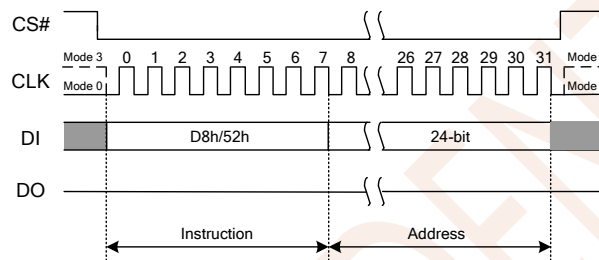 CS#
Mode 3 0 1 2 3 4 5 6 7 8 26 27 28 29 30 31 Mode
CLK
Mode 0 Mode
DI D8h/52h 24-bit
DO
Instruction Address